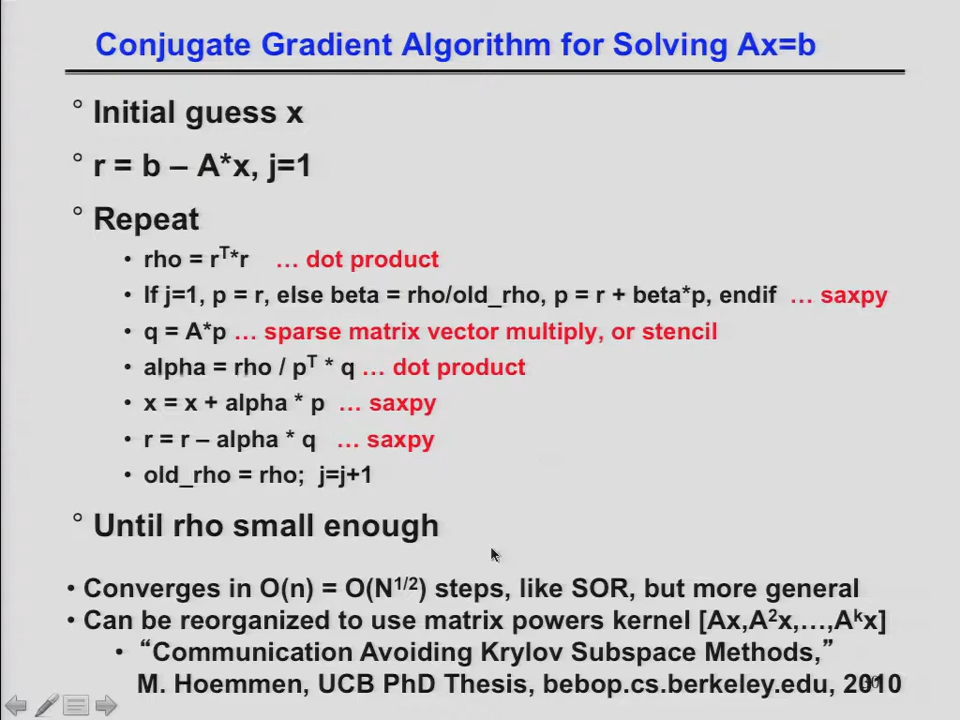 Conjugate Gradient Algorithm for Solving Ax=b
° Initial guess x
° r = b – A*x, j=1
° Repeat
• rho = rᵀ*r … dot product
• If j=1, p = r, else beta = rho/old_rho, p = r + beta*p, endif … saxpy
• q = A*p … sparse matrix vector multiply, or stencil
• alpha = rho / pᵀ * q … dot product
• x = x + alpha * p … saxpy
• r = r – alpha * q … saxpy
• old_rho = rho; j=j+1
° Until rho small enough
• Converges in O(n) = O(N¹/²) steps, like SOR, but more general
• Can be reorganized to use matrix powers kernel [Ax,A²x,…,Aᵏx]
• “Communication Avoiding Krylov Subspace Methods,”
M. Hoemmen, UCB PhD Thesis, bebop.cs.berkeley.edu, 2010